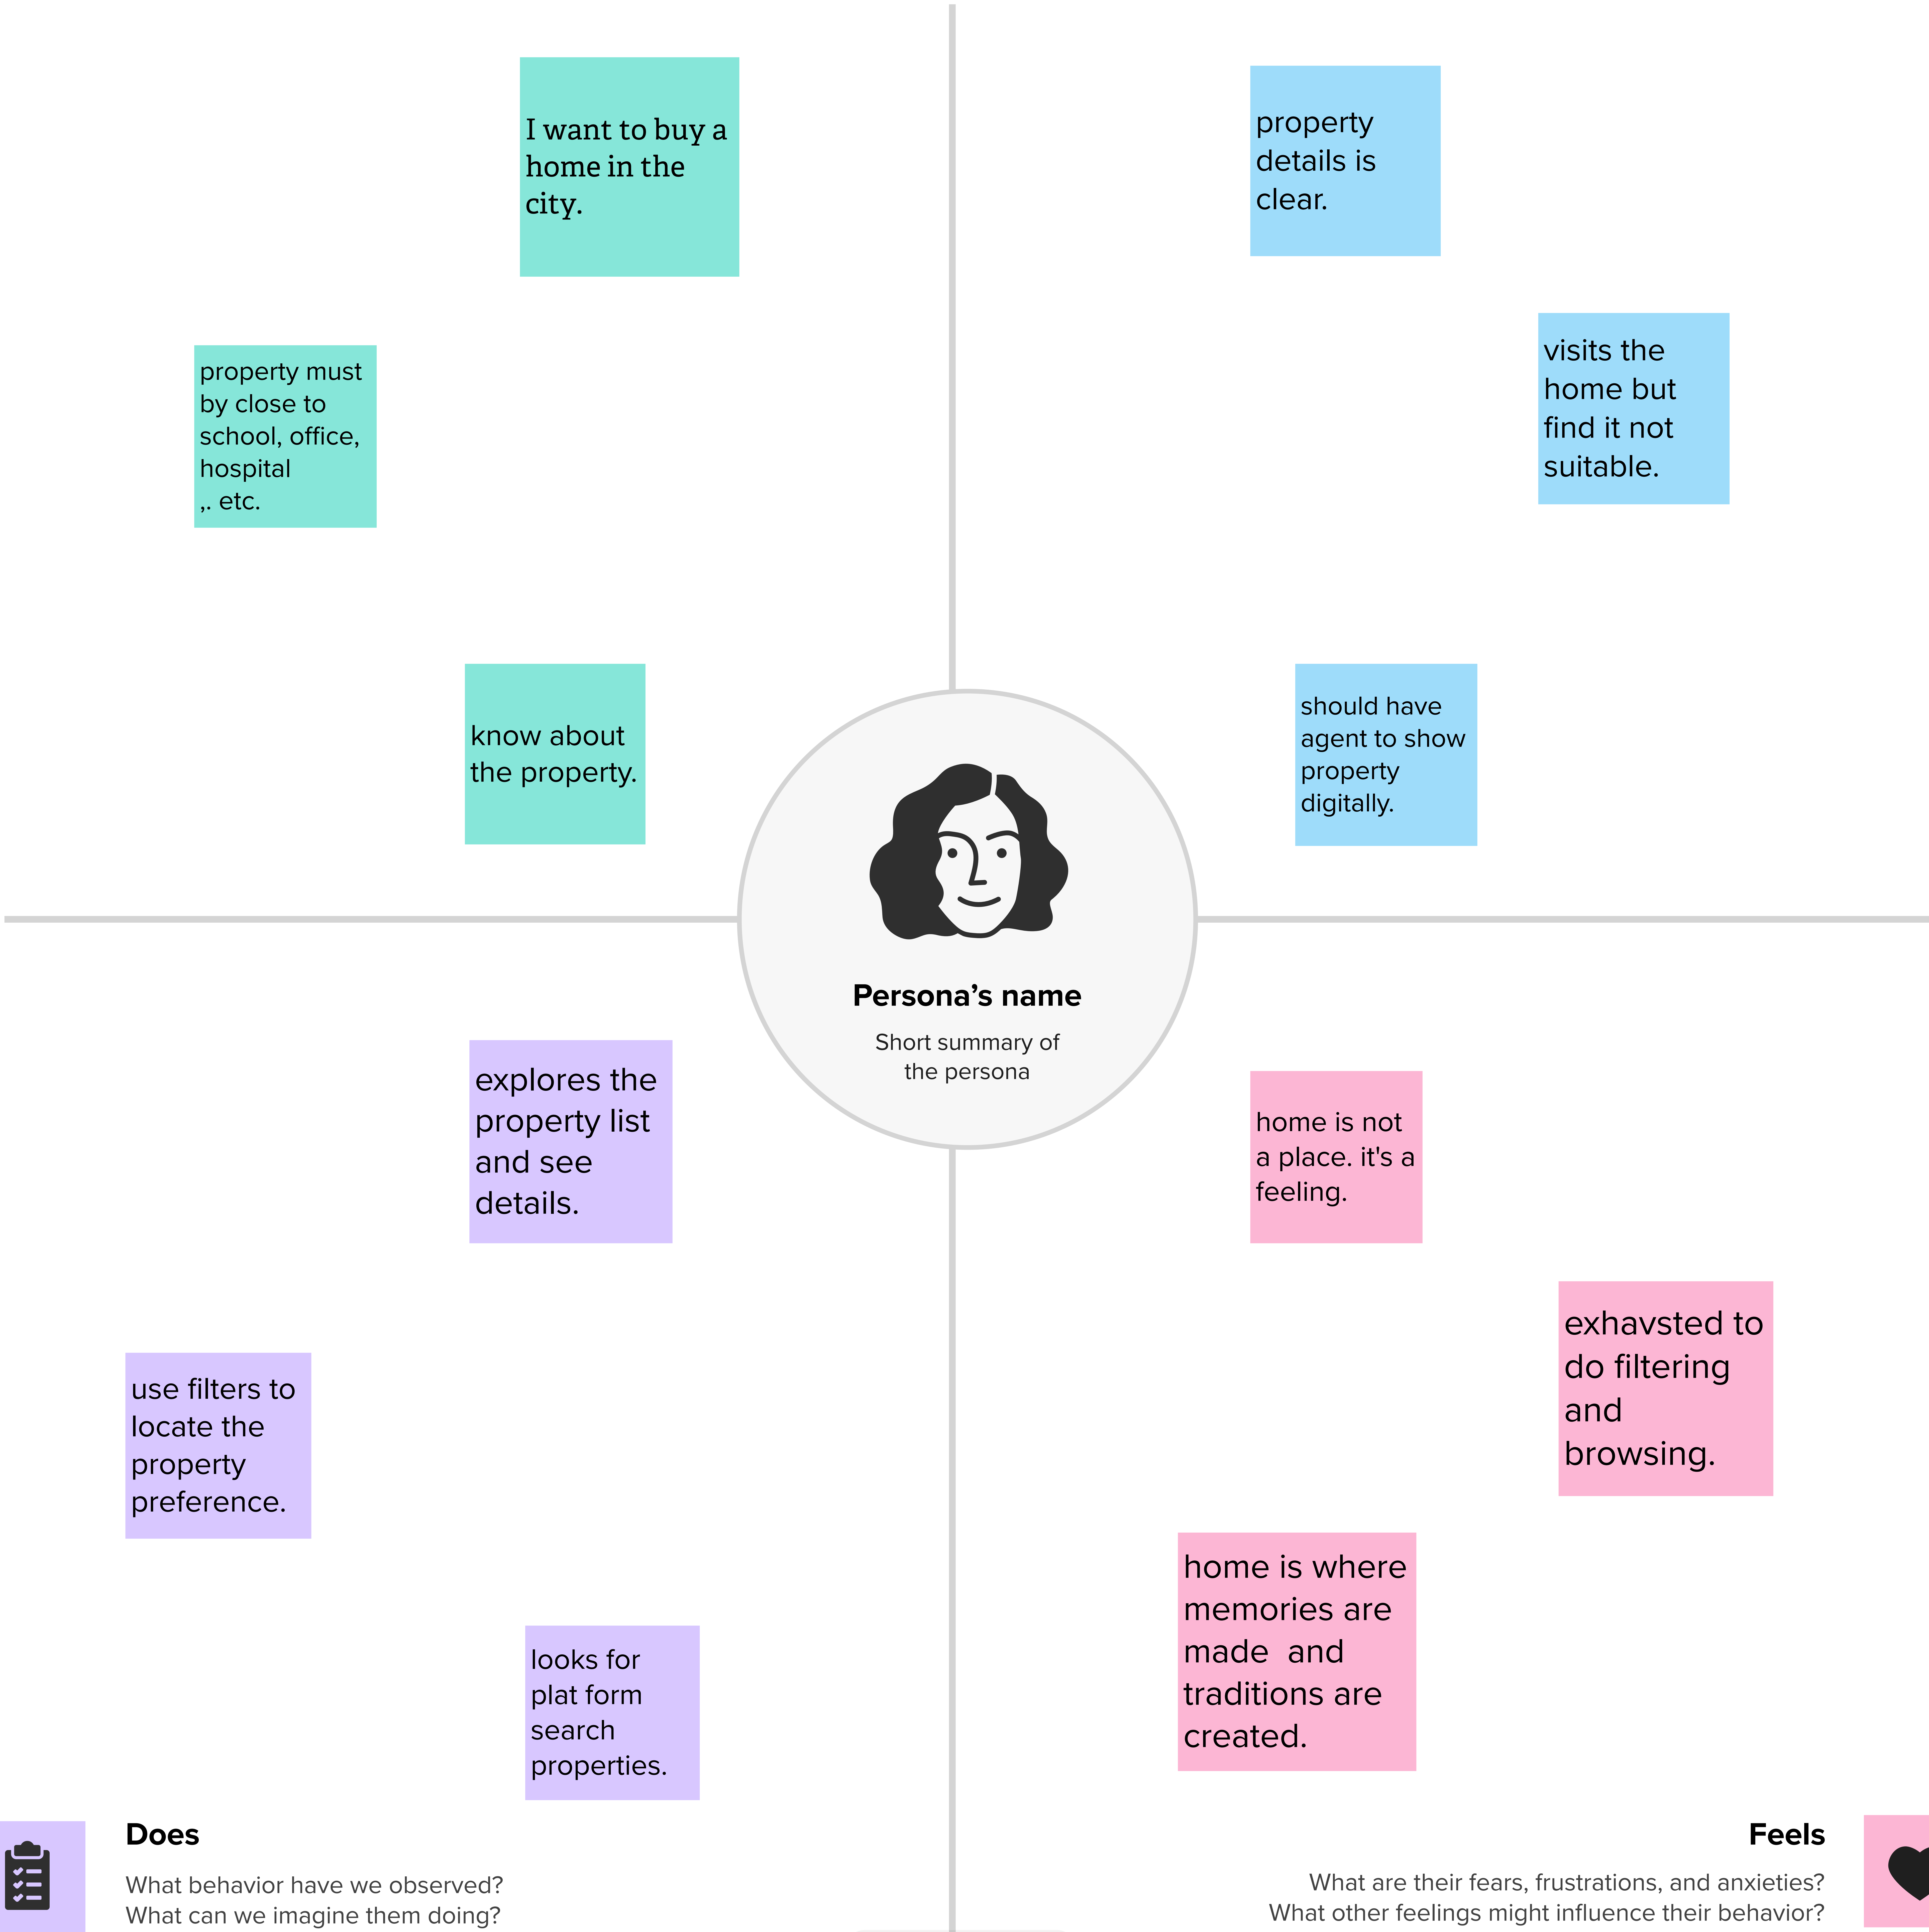 I want to buy a
home in the
city.
property must
by close to
school, office,
hospital
,. etc.
know about
the property.
property
details is
clear.
visits the
home but
find it not
suitable.
should have
agent to show
property
digitally.
Persona's name
Short summary of
the persona
explores the
property list
and see
details.
use filters to
locate the
property
preference.
looks for
plat form
search
properties.
home is not
a place. it's a
feeling.
exhavsted to
do filtering
and
browsing.
home is where
memories are
made  and
traditions are
created.
Does
What behavior have we observed?
What can we imagine them doing?
Feels
What are their fears, frustrations, and anxieties?
What other feelings might influence their behavior?